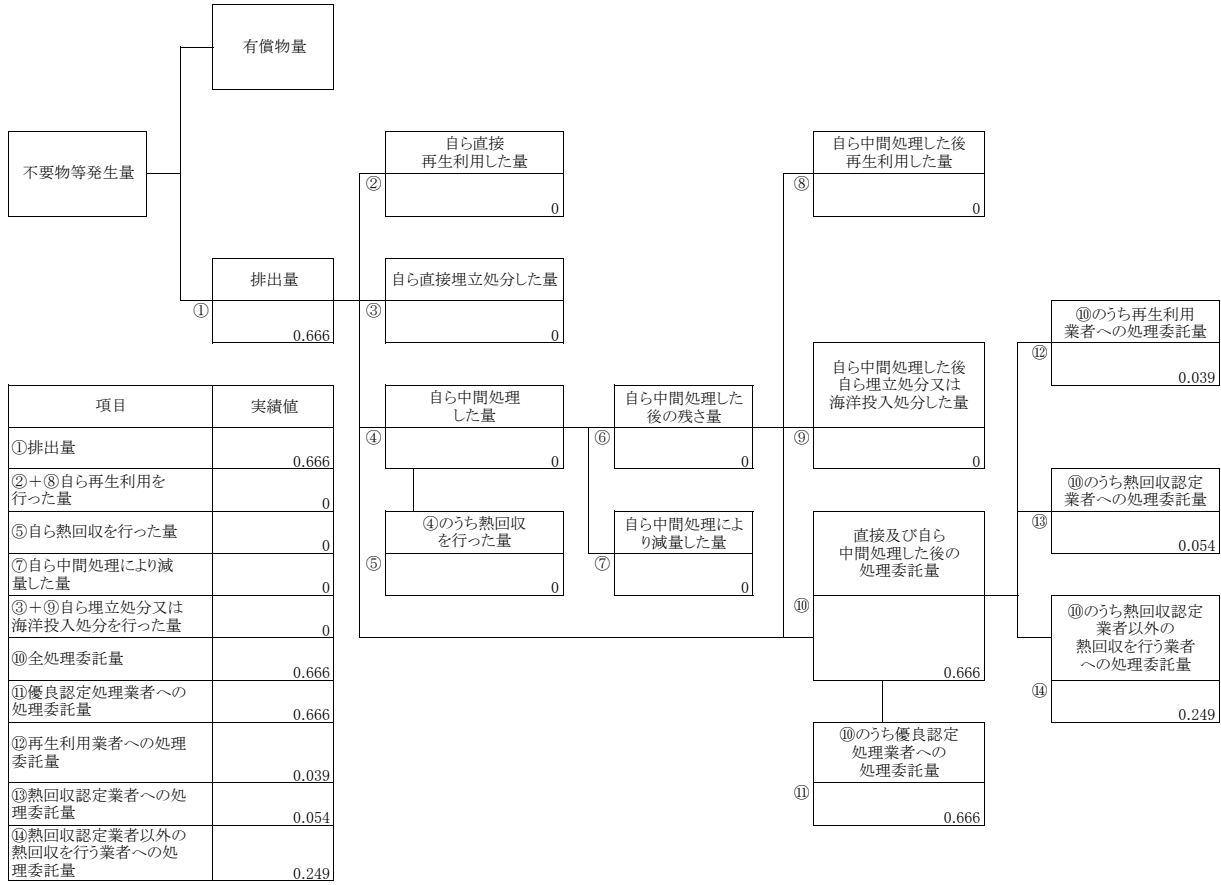 有償物量
不要物等発生量
排出量
①
0.666
自ら直接
再生利用した量
②
0
自ら直接埋立処分した量
③
0
自ら中間処理
した量
④
0
④のうち熱回収
を行った量
⑤
0
自ら中間処理した
後の残さ量
⑥
0
自ら中間処理によ
り減量した量
⑦
0
自ら中間処理した後
再生利用した量
⑧
0
自ら中間処理した後
自ら埋立処分又は
海洋投入処分した量
⑨
0
直接及び自ら
中間処理した後の
処理委託量
⑩
0.666
⑩のうち優良認定
処理業者への
処理委託量
⑪
0.666
⑩のうち再生利用
業者への処理委託量
⑫
0.039
⑩のうち熱回収認定
業者への処理委託量
⑬
0.054
⑩のうち熱回収認定
業者以外の
熱回収を行う業者
への処理委託量
⑭
0.249
項目 実績値
①排出量
0.666
②＋⑧自ら再生利用を
行った量
0
⑤自ら熱回収を行った量
0
⑦自ら中間処理により減
量した量
0
③＋⑨自ら埋立処分又は
海洋投入処分を行った量
0
⑩全処理委託量
0.666
⑪優良認定処理業者への
処理委託量
0.666
⑫再生利用業者への処理
委託量
0.039
⑬熱回収認定業者への処
理委託量
0.054
⑭熱回収認定業者以外の
熱回収を行う業者への処
理委託量
0.249